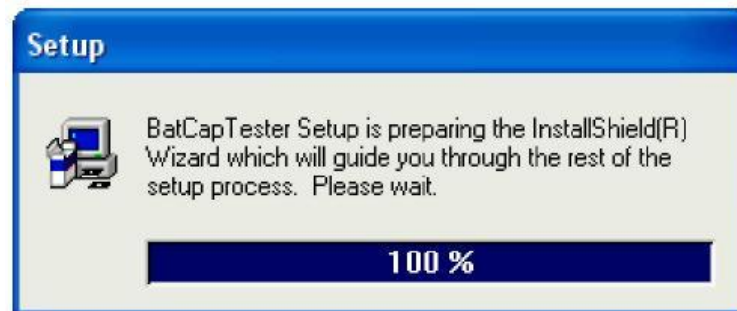 Setup
BatCapTester Setup is preparing the InstallShield(R)
Wizard which will guide you through the rest of the
setup process.  Please wait.
100 %